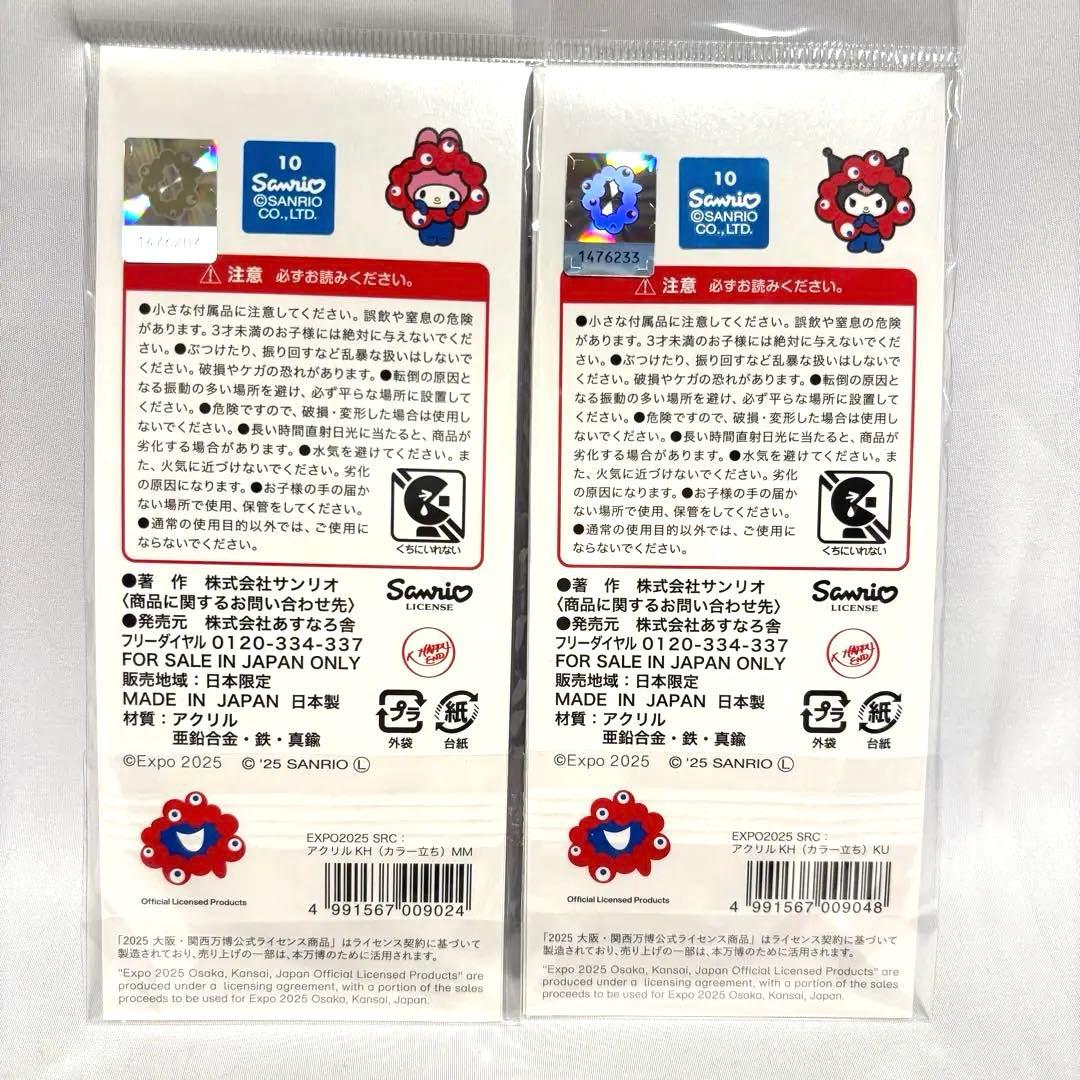 1476207
10
Sanrio
©SANRIO
CO.,LTD.
注意 必ずお読みください。
●小さな付属品に注意してください。誤飲や窒息の危険
があります。3才未満のお子様には絶対に与えないでくだ
さい。●ぶつけたり、振り回すなど乱暴な扱いはしないで
ください。破損やケガの恐れがあります。●転倒の原因と
なる振動の多い場所を避け、必ず平らな場所に設置して
ください。●危険ですので、破損・変形した場合は使用し
ないでください。●長い時間直射日光に当たると、商品が
劣化する場合があります。●水気を避けてください。ま
た、火気に近づけないでください。劣化
の原因になります。●お子様の手の届か
ない場所で使用、保管をしてください。
●通常の使用目的以外では、ご使用に
ならないでください。
くちにいれない
●著　作　株式会社サンリオ
〈商品に関するお問い合わせ先〉
●発売元　株式会社あすなろ舎
フリーダイヤル 0120-334-337
FOR SALE IN JAPAN ONLY
販売地域：日本限定
MADE IN JAPAN 日本製
材質：アクリル
亜鉛合金・鉄・真鍮
Sanrio
LICENSE
K HAPPY
END
プラ
外袋
紙
台紙
©Expo 2025 © '25 SANRIO Ⓛ
Official Licensed Products
EXPO2025 SRC：
アクリルKH（カラー立ち）MM
4 991567 009024
「2025 大阪・関西万博公式ライセンス商品」はライセンス契約に基づいて
製造されており、売り上げの一部は、本万博のために活用されます。
"Expo 2025 Osaka, Kansai, Japan Official Licensed Products" are
produced under a licensing agreement, with a portion of the sales
proceeds to be used for Expo 2025 Osaka, Kansai, Japan.
1476233
10
Sanrio
©SANRIO
CO.,LTD.
注意 必ずお読みください。
●小さな付属品に注意してください。誤飲や窒息の危険
があります。3才未満のお子様には絶対に与えないでくだ
さい。●ぶつけたり、振り回すなど乱暴な扱いはしないで
ください。破損やケガの恐れがあります。●転倒の原因と
なる振動の多い場所を避け、必ず平らな場所に設置して
ください。●危険ですので、破損・変形した場合は使用し
ないでください。●長い時間直射日光に当たると、商品が
劣化する場合があります。●水気を避けてください。ま
た、火気に近づけないでください。劣化
の原因になります。●お子様の手の届か
ない場所で使用、保管をしてください。
●通常の使用目的以外では、ご使用に
ならないでください。
くちにいれない
●著　作　株式会社サンリオ
〈商品に関するお問い合わせ先〉
●発売元　株式会社あすなろ舎
フリーダイヤル 0120-334-337
FOR SALE IN JAPAN ONLY
販売地域：日本限定
MADE IN JAPAN 日本製
材質：アクリル
亜鉛合金・鉄・真鍮
Sanrio
LICENSE
K HAPPY
END
プラ
外袋
紙
台紙
©Expo 2025 © '25 SANRIO Ⓛ
Official Licensed Products
EXPO2025 SRC：
アクリルKH（カラー立ち）KU
4 991567 009048
「2025 大阪・関西万博公式ライセンス商品」はライセンス契約に基づいて
製造されており、売り上げの一部は、本万博のために活用されます。
"Expo 2025 Osaka, Kansai, Japan Official Licensed Products" are
produced under a licensing agreement, with a portion of the sales
proceeds to be used for Expo 2025 Osaka, Kansai, Japan.